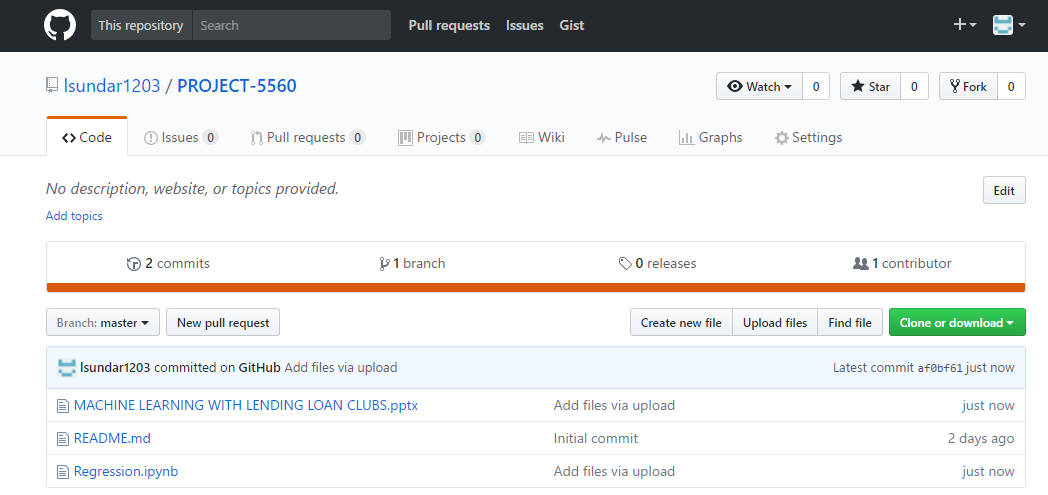 This repository Search Pull requests Issues Gist
lsundar1203 / PROJECT-5560
Watch 0 Star 0 Fork 0
Code Issues 0 Pull requests 0 Projects 0 Wiki Pulse Graphs Settings
No description, website, or topics provided. Edit
Add topics
2 commits 1 branch 0 releases 1 contributor
Branch: master New pull request Create new file Upload files Find file Clone or download
lsundar1203 committed on GitHub Add files via upload Latest commit af0bf61 just now
MACHINE LEARNING WITH LENDING LOAN CLUBS.pptx Add files via upload just now
README.md Initial commit 2 days ago
Regression.ipynb Add files via upload just now